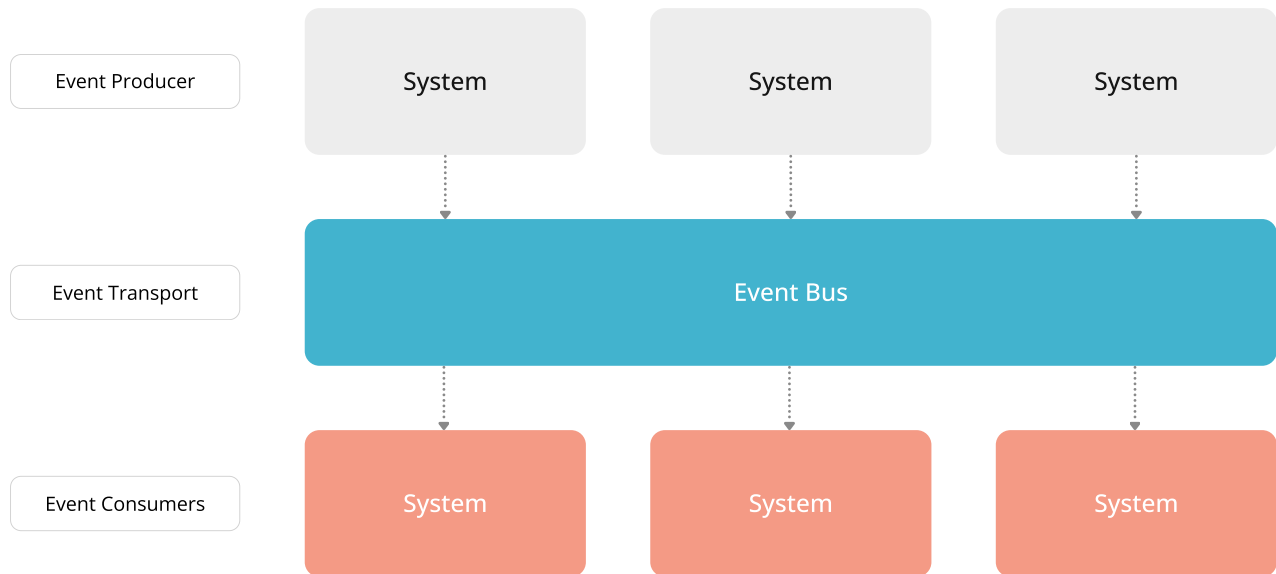 Event Producer
System
System
System
Event Transport
Event Bus
Event Consumers
System
System
System